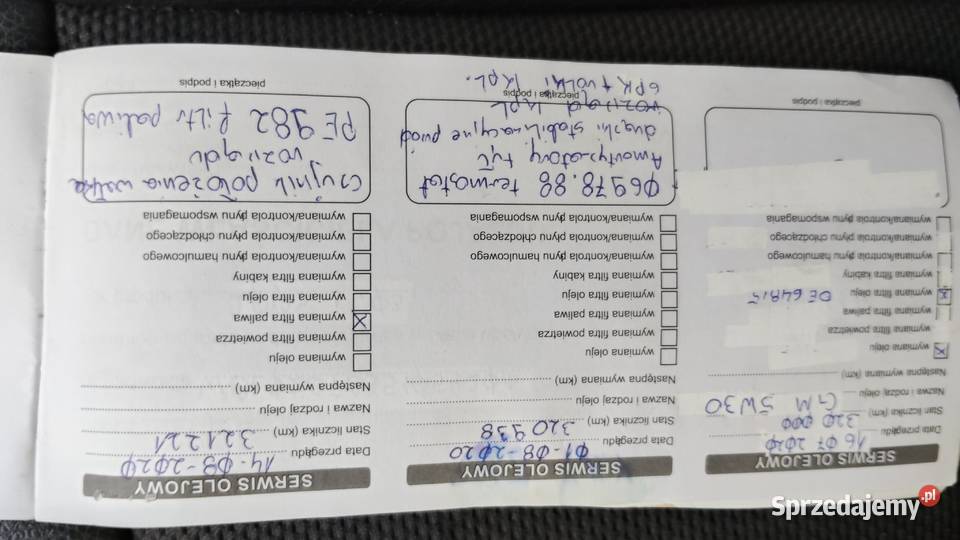 SERWIS OLEJOWY
Data przeglądu 16 07 2020
Stan licznika (km) 320 000
Nazwa i rodzaj oleju GM 5W30
Następna wymiana (km)
wymiana oleju
wymiana filtra powietrza
wymiana filtra paliwa
wymiana filtra oleju OE 648/5
wymiana filtra kabiny
wymiana/kontrola płynu hamulcowego
wymiana/kontrola płynu chłodzącego
wymiana/kontrola płynu wspomagania
pieczątka i podpis
SERWIS OLEJOWY
Data przeglądu 01-08-2020
Stan licznika (km) 320 938
Nazwa i rodzaj oleju
Następna wymiana (km)
wymiana oleju
wymiana filtra powietrza
wymiana filtra paliwa
wymiana filtra oleju
wymiana filtra kabiny
wymiana/kontrola płynu hamulcowego
wymiana/kontrola płynu chłodzącego
wymiana/kontrola płynu wspomagania
termostat
Amortyzatory tył
drążki stabilizacyjne przód
rozrząd kpl
pieczątka i podpis
6PK + rolki kpl.
SERWIS OLEJOWY
Data przeglądu 14-08-2020
Stan licznika (km) 321221
Nazwa i rodzaj oleju
Następna wymiana (km)
wymiana oleju
wymiana filtra powietrza
wymiana filtra paliwa
wymiana filtra oleju
wymiana filtra kabiny
wymiana/kontrola płynu hamulcowego
wymiana/kontrola płynu chłodzącego
wymiana/kontrola płynu wspomagania
Czujnik położenia wałka
rozrządu
PE 982 filtr paliwa
pieczątka i podpis
Sprzedajemy.pl